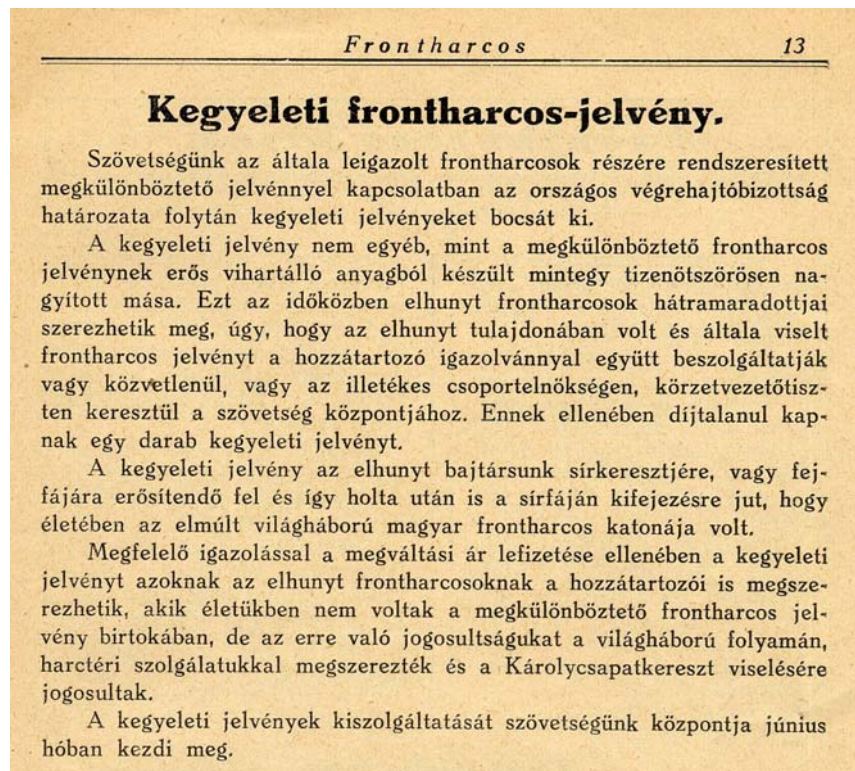 Frontharcos 13
Kegyeleti frontharcos-jelvény.
Szövetségünk az általa leigazolt frontharcosok részére rendszeresített
megkülönböztető jelvénnyel kapcsolatban az országos végrehajtóbizottság
határozata folytán kegyeleti jelvényeket bocsát ki.
A kegyeleti jelvény nem egyéb, mint a megkülönböztető frontharcos
jelvénynek erős vihartálló anyagból készült mintegy tizenötszörösen na-
gyított mása. Ezt az időközben elhunyt frontharcosok hátramaradottjai
szerezhetik meg, úgy, hogy az elhunyt tulajdonában volt és általa viselt
frontharcos jelvényt a hozzátartozó igazolvánnyal együtt beszolgáltatják
vagy közvetlenül, vagy az illetékes csoportelnökségen, körzetvezetőtisz-
ten keresztül a szövetség központjához. Ennek ellenében díjtalanul kap-
nak egy darab kegyeleti jelvényt.
A kegyeleti jelvény az elhunyt bajtársunk sírkeresztjére, vagy fej-
fájára erősítendő fel és így holta után is a sírfáján kifejezésre jut, hogy
életében az elmúlt világháború magyar frontharcos katonája volt.
Megfelelő igazolással a megváltási ár lefizetése ellenében a kegyeleti
jelvényt azoknak az elhunyt frontharcosoknak a hozzátartozói is megsze-
rezhetik, akik életükben nem voltak a megkülönböztető frontharcos jel-
vény birtokában, de az erre való jogosultságukat a világháború folyamán,
harctéri szolgálatukkal megszerezték és a Károlycsapatkereszt viselésére
jogosultak.
A kegyeleti jelvények kiszolgáltatását szövetségünk központja június
hóban kezdi meg.